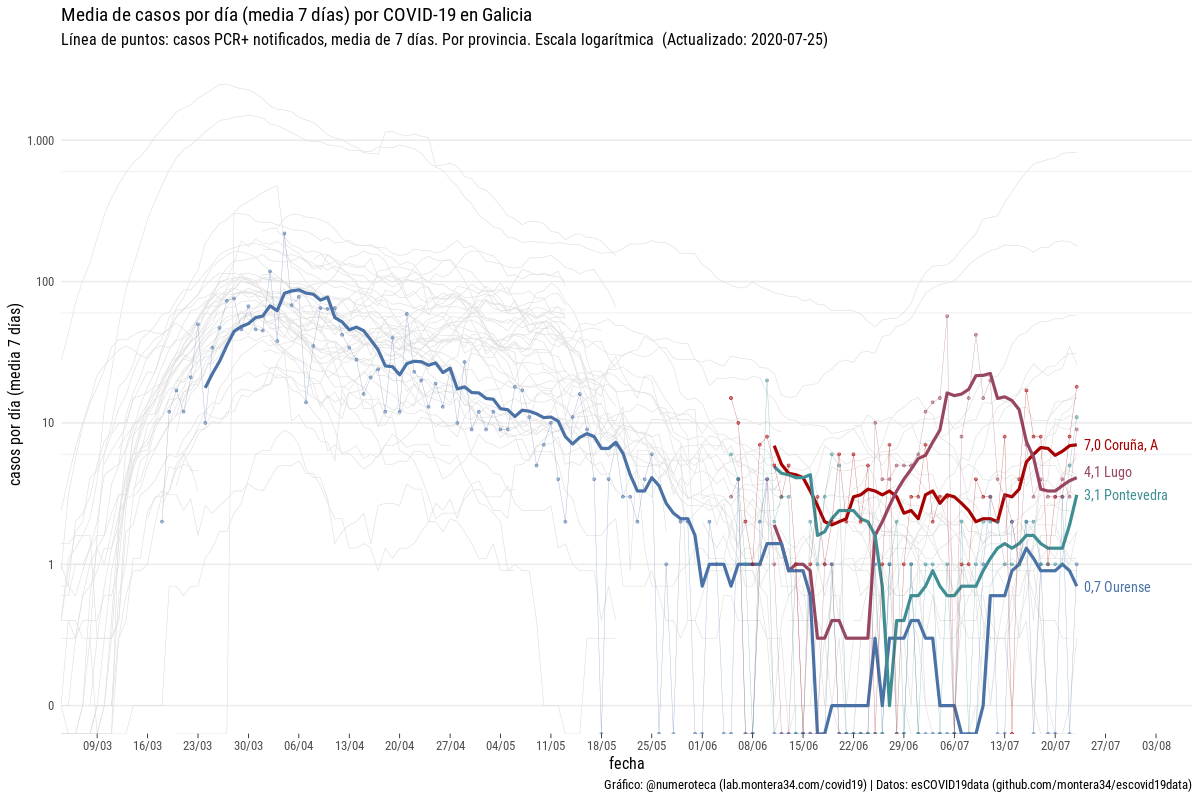 Media de casos por día (media 7 días) por COVID-19 en Galicia
Línea de puntos: casos PCR+ notificados, media de 7 días. Por provincia. Escala logarítmica (Actualizado: 2020-07-25)
casos por día (media 7 días)
1.000
100
10
1
0
7,0 Coruña, A
4,1 Lugo
3,1 Pontevedra
0,7 Ourense
09/03 16/03 23/03 30/03 06/04 13/04 20/04 27/04 04/05 11/05 18/05 25/05 01/06 08/06 15/06 22/06 29/06 06/07 13/07 20/07 27/07 03/08
fecha
Gráfico: @numeroteca (lab.montera34.com/covid19) | Datos: esCOVID19data (github.com/montera34/escovid19data)